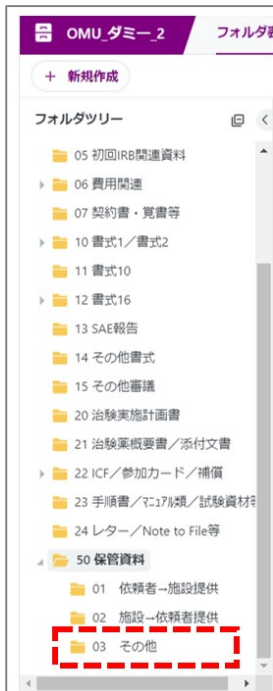 OMU_ダミー_2
フォルダ
+ 新規作成
フォルダツリー
05 初回IRB関連資料
06 費用関連
07 契約書・覚書等
10 書式1／書式2
11 書式10
12 書式16
13 SAE報告
14 その他書式
15 その他審議
20 治験実施計画書
21 治験薬概要書／添付文書
22 ICF／参加カード／補償
23 手順書／ﾏﾆｭｱﾙ類／試験資材等
24 レター／Note to File等
50 保管資料
01　依頼者→施設提供
02　施設→依頼者提供
03　その他